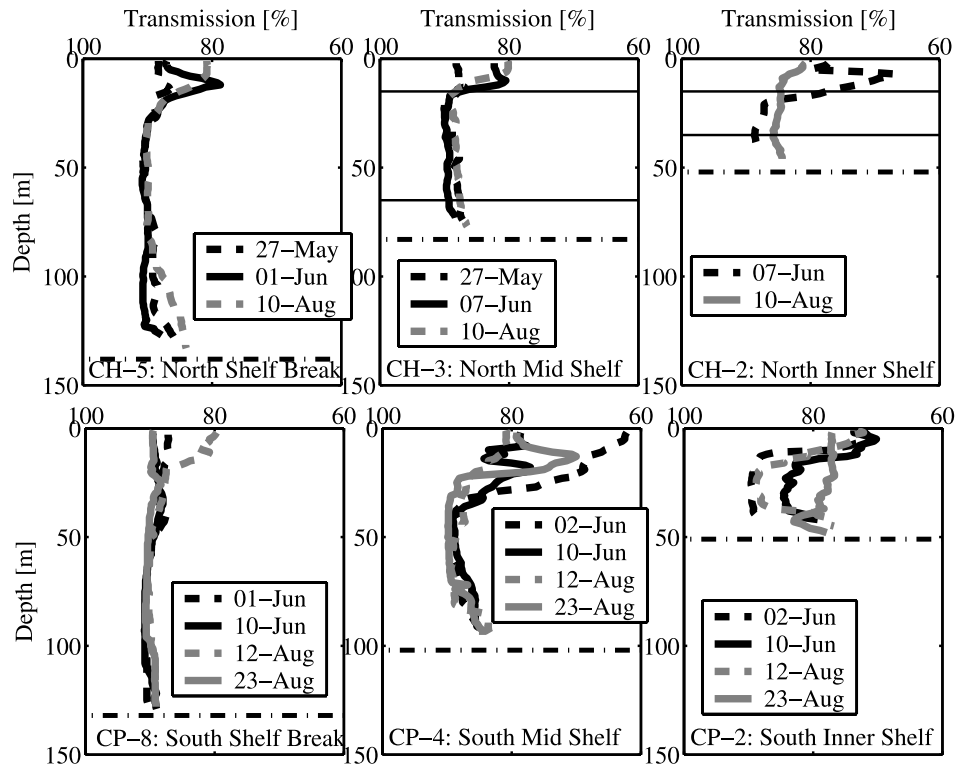 Transmission [%]
Transmission [%]
Transmission [%]
100 80 60
100 80 60
100 80 60
0
50
100
150
Depth [m]
27−May
01−Jun
10−Aug
CH−5: North Shelf Break
0
50
100
150
27−May
07−Jun
10−Aug
CH−3: North Mid Shelf
0
50
100
150
07−Jun
10−Aug
CH−2: North Inner Shelf
100 80 60
100 80 60
100 80 60
0
50
100
150
Depth [m]
01−Jun
10−Jun
12−Aug
23−Aug
CP−8: South Shelf Break
0
50
100
150
02−Jun
10−Jun
12−Aug
23−Aug
CP−4: South Mid Shelf
0
50
100
150
02−Jun
10−Jun
12−Aug
23−Aug
CP−2: South Inner Shelf